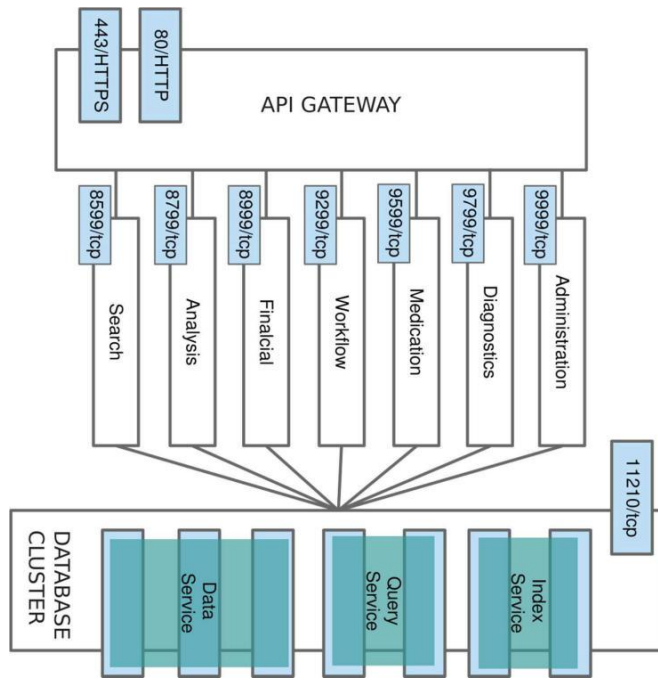 443/HTTPS
80/HTTP
API GATEWAY
8599/tcp
8799/tcp
8999/tcp
9299/tcp
9599/tcp
9799/tcp
9999/tcp
Search
Analysis
Finalcial
Workflow
Medication
Diagnostics
Administration
11210/tcp
DATABASE
CLUSTER
Data
Service
Query
Service
Index
Service